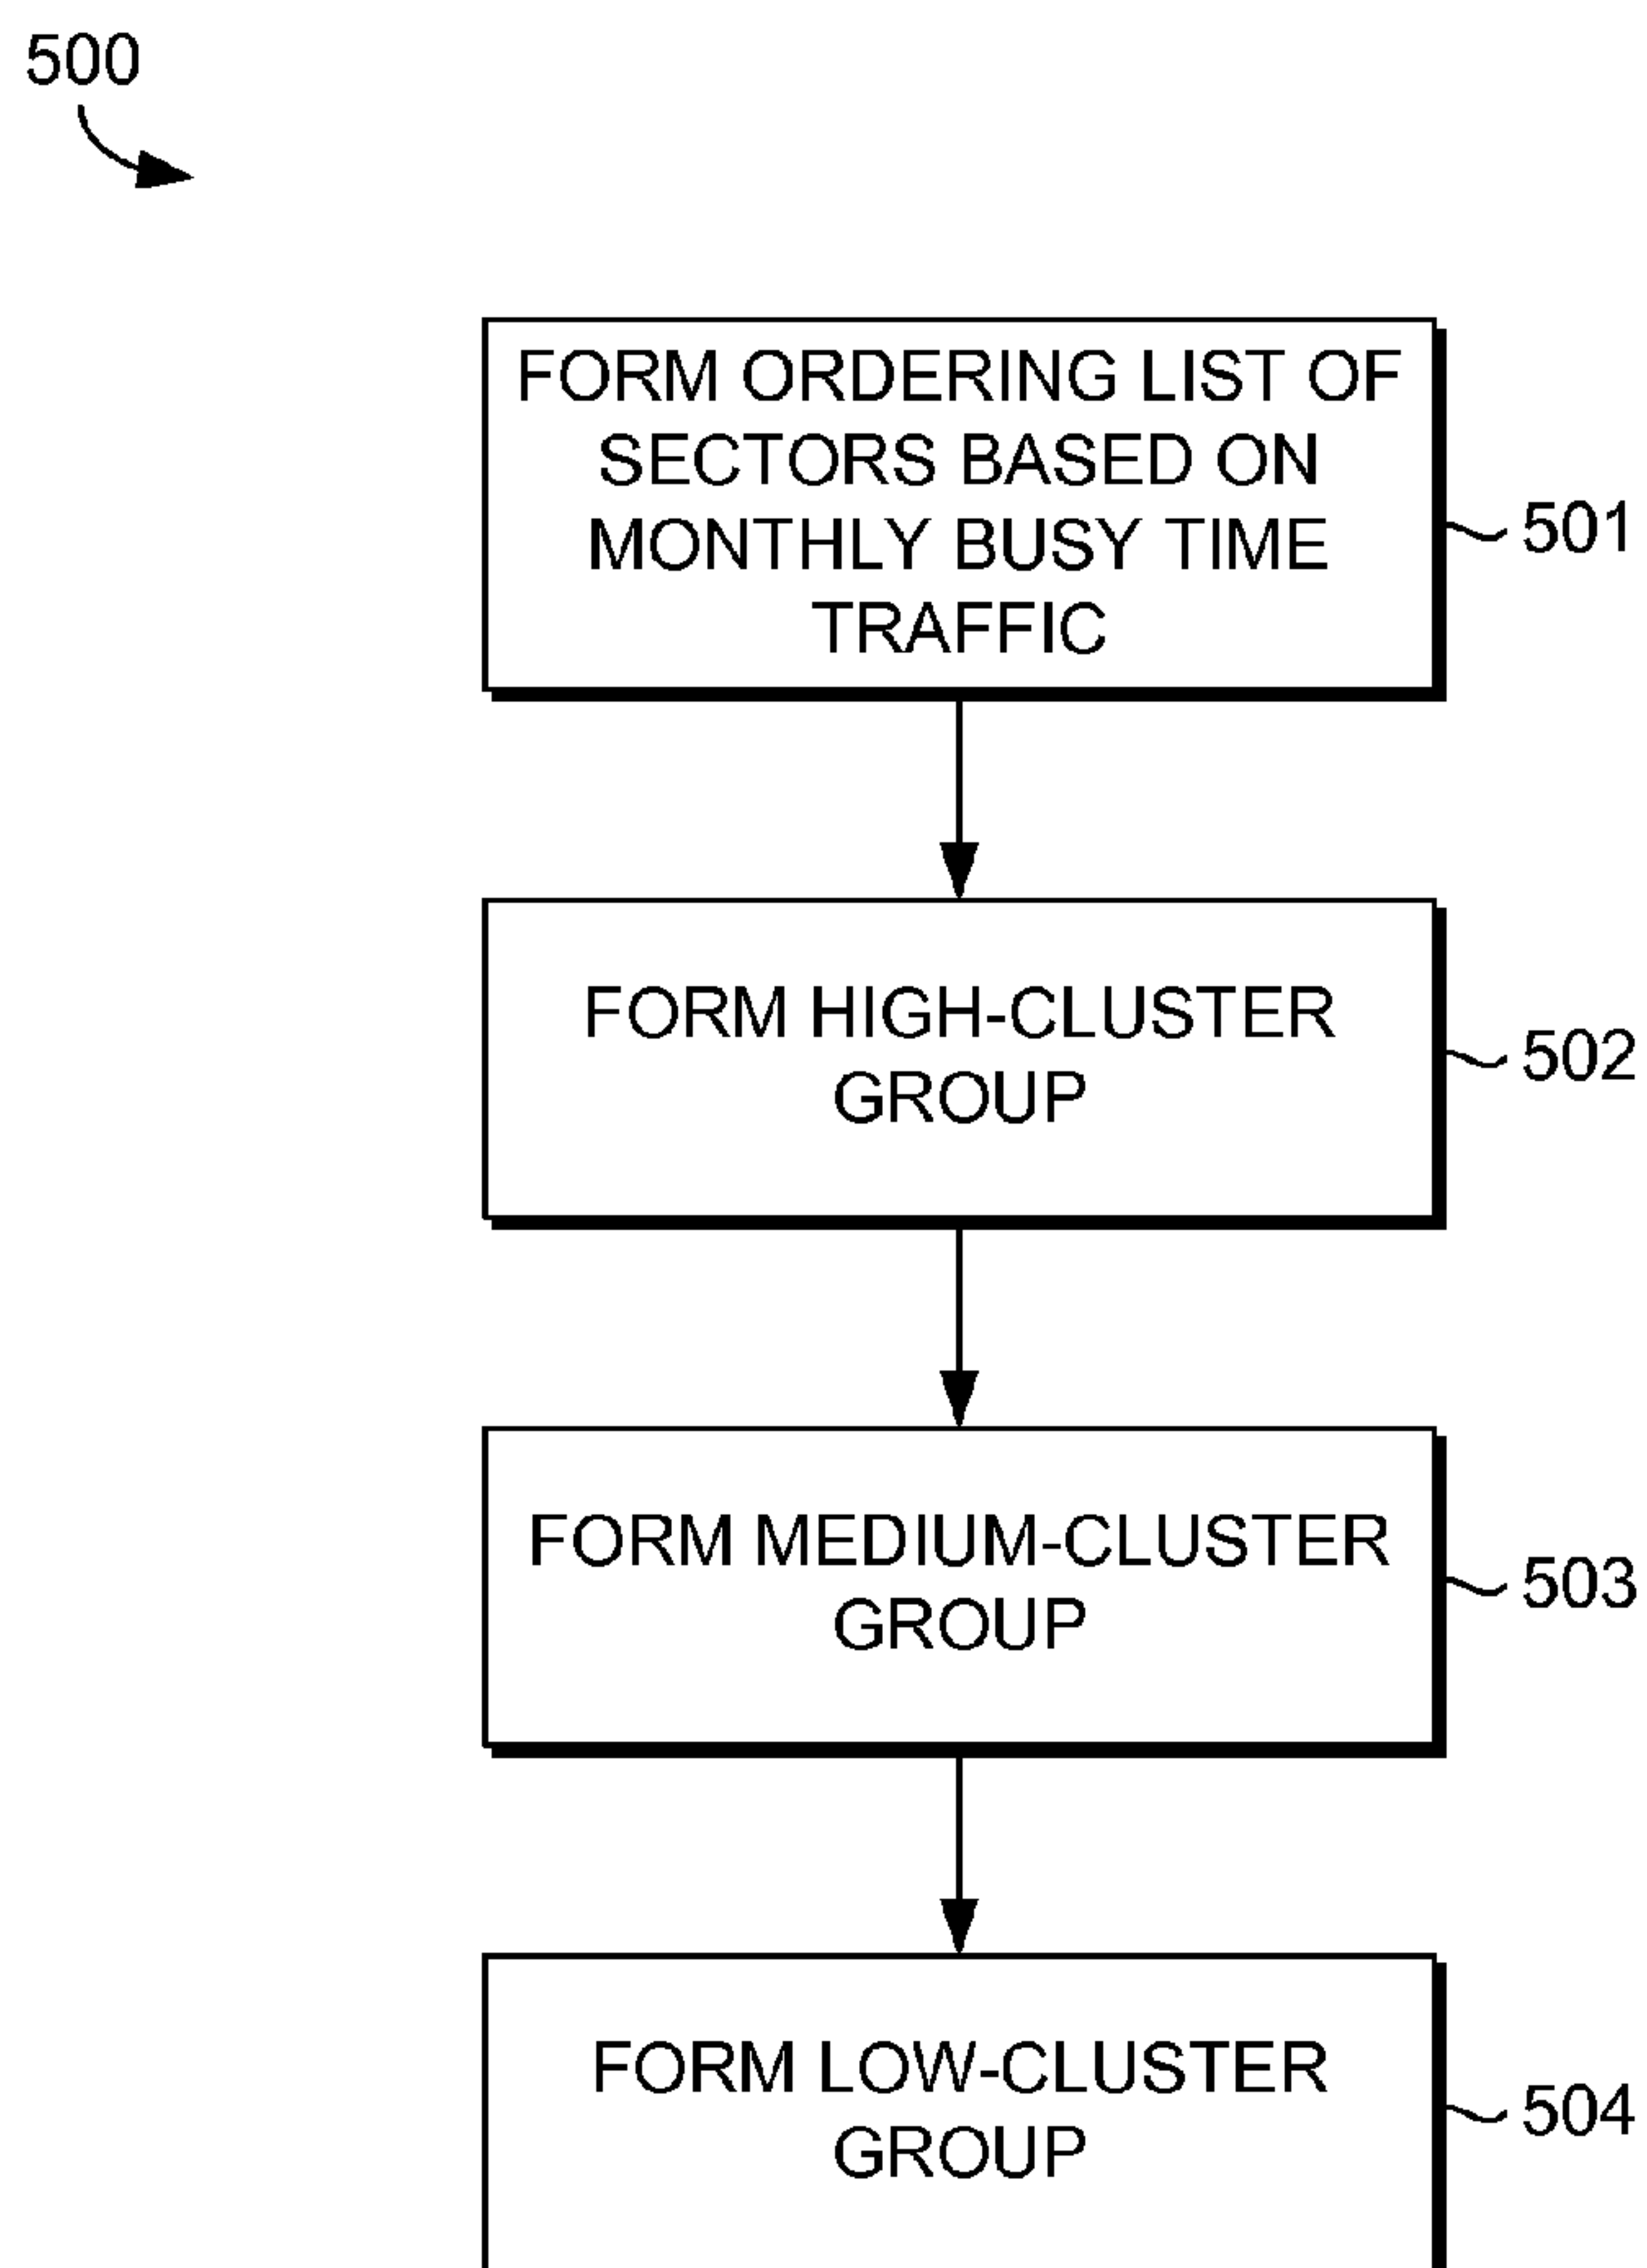 500
FORM ORDERING LIST OF
SECTORS BASED ON
MONTHLY BUSY TIME
TRAFFIC
501
FORM HIGH-CLUSTER
GROUP
502
FORM MEDIUM-CLUSTER
GROUP
503
FORM LOW-CLUSTER
GROUP
504